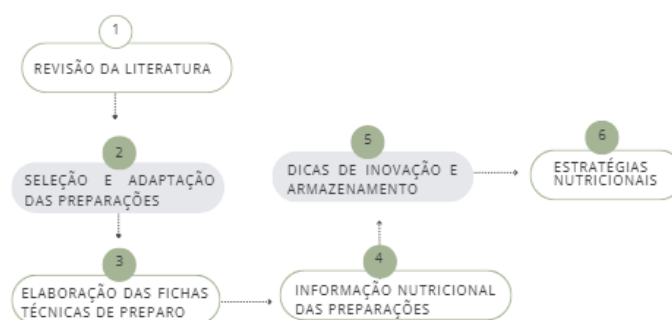 1
REVISÃO DA LITERATURA
2
SELEÇÃO E ADAPTAÇÃO
DAS PREPARAÇÕES
3
ELABORAÇÃO DAS FICHAS
TÉCNICAS DE PREPARO
4
INFORMAÇÃO NUTRICIONAL
DAS PREPARAÇÕES
5
DICAS DE INOVAÇÃO E
ARMAZENAMENTO
6
ESTRATÉGIAS
NUTRICIONAIS